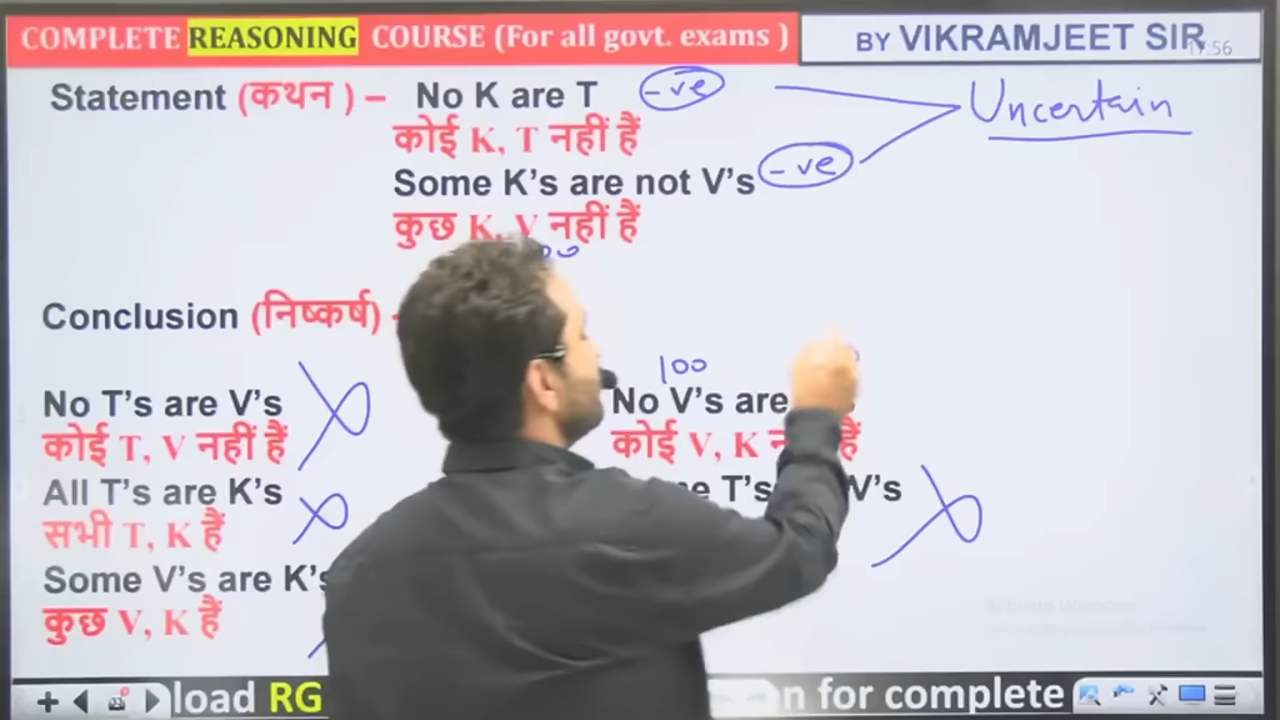 COMPLETE REASONING COURSE (For all govt. exams )
BY VIKRAMJEET SIR
Statement (कथन ) – No K are T -ve
Uncertain
कोई K, T नहीं हैं
Some K's are not V's -ve
कुछ K, V नहीं हैं
Conclusion (निष्कर्ष)
100
No T's are V's
No V's are
कोई T, V नहीं हैं
कोई V, K
हैं
All T's are K's
T's
V's
सभी T, K हैं
Some V's are K's
कुछ V, K हैं
load RG
for complete